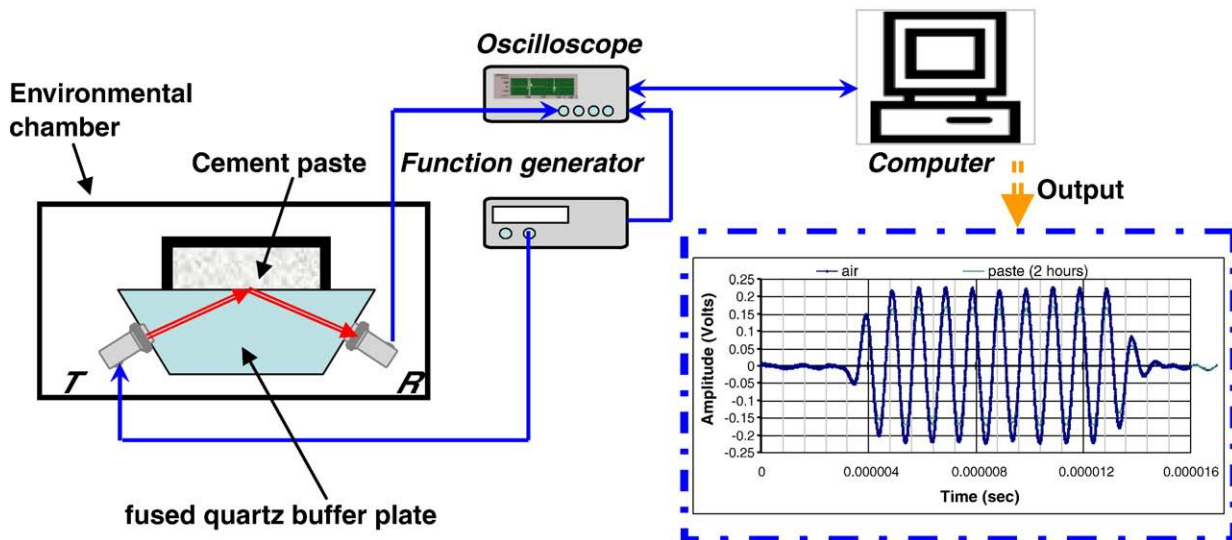 Oscilloscope
Environmental
chamber
Cement paste
Function generator
Computer
Output
T
R
fused quartz buffer plate
air
paste (2 hours)
Amplitude (Volts)
0.25
0.2
0.15
0.1
0.05
0
-0.05
-0.1
-0.15
-0.2
-0.25
0 0.000004 0.000008 0.000012 0.000016
Time (sec)